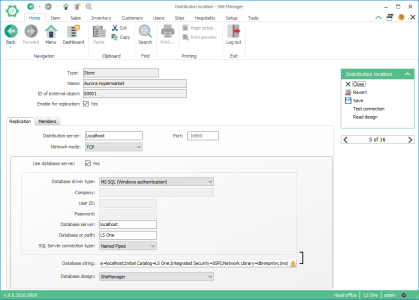 Distribution location - Site Manager
Home Item Sales Inventory Customers Users Sites Hospitality Setup Tools
Back Forward Menu Dashboard
Paste Cut Copy
Search
Print... Page setup... Print preview
Log out
Navigation Clipboard Find Printing Exit
Type: Store
Name: Aurora Hypermarket
ID of external object: S0001
Enable for replication: Yes
Distribution location
Close
Revert
Save
Test connection
Read design
5 of 16
Replication Members
Distribution server: Localhost Port: 16860
Network mode: TCP
Use database server: Yes
Database driver type: MS SQL (Windows authentication)
Company:
User ID:
Password:
Database server: localhost
Database or path: LS One
SQL Server connection type: Named Pipes
Database string: e=localhost;Initial Catalog=LS One;Integrated Security=SSPI;Network Library=dbnmpntw;|ms|
Database design: SiteManager
Head office LS One admin